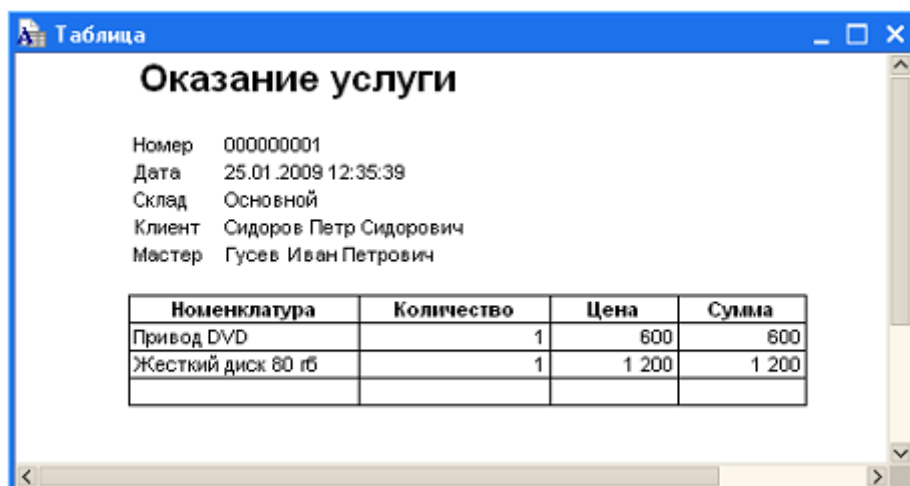 Таблица
Оказание услуги
Номер 000000001
Дата 25.01.2009 12:35:39
Склад Основной
Клиент Сидоров Петр Сидорович
Мастер Гусев Иван Петрович
Номенклатура Количество Цена Сумма
Привод DVD 1 600 600
Жесткий диск 80 гб 1 1 200 1 200